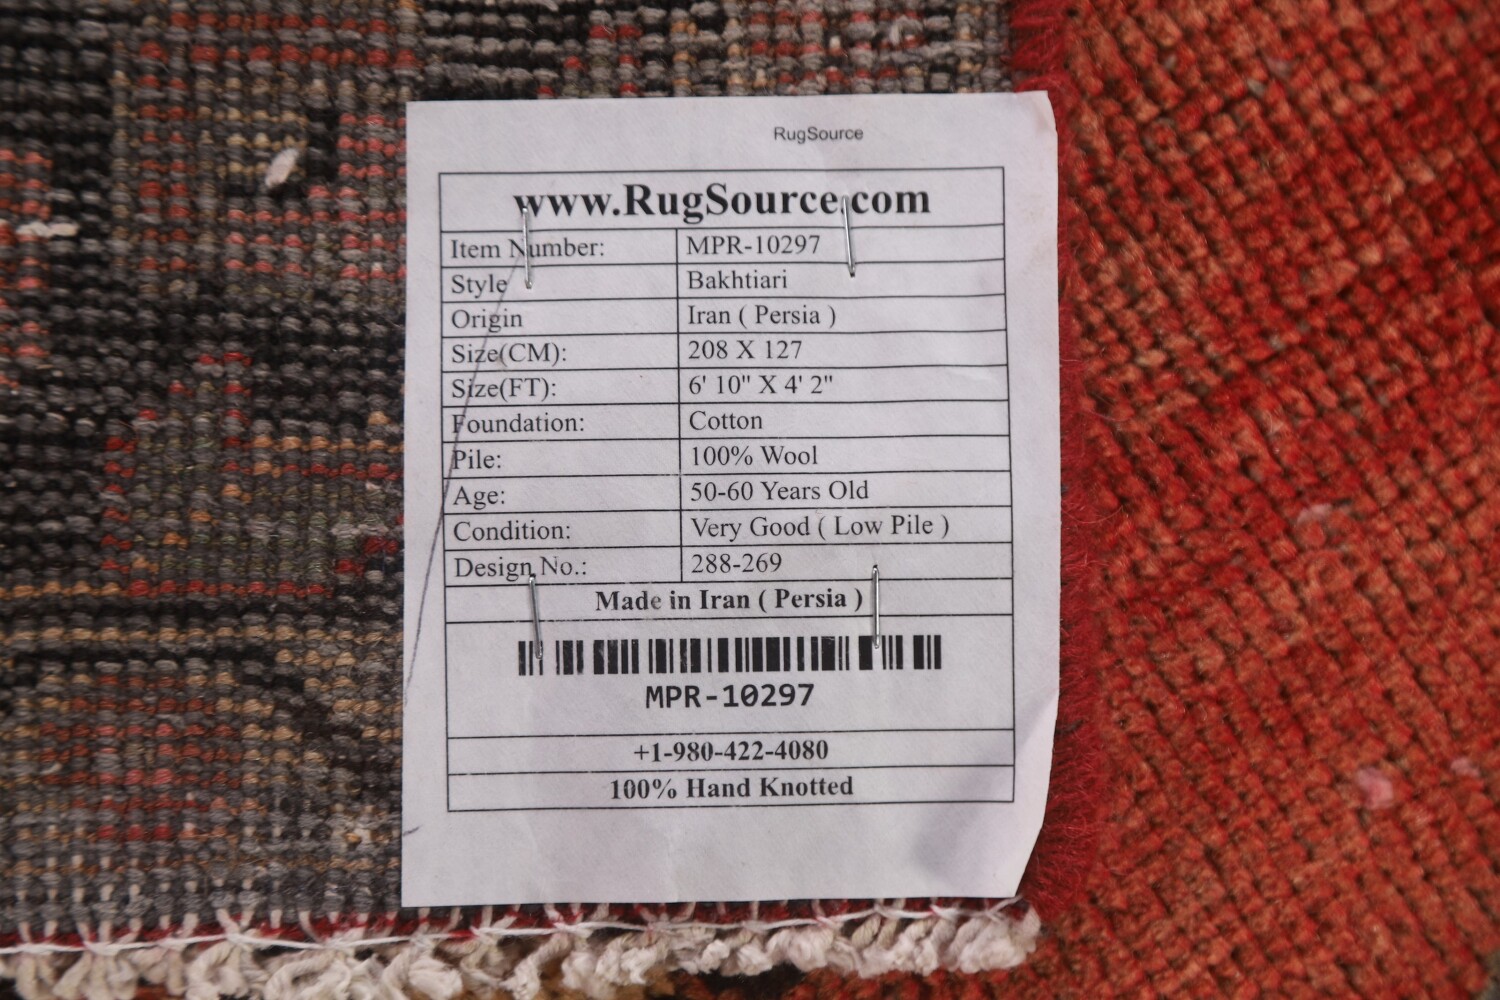 RugSource
www.RugSource.com
Item Number: MPR-10297
Style Bakhtiari
Origin Iran ( Persia )
Size(CM): 208 X 127
Size(FT): 6' 10" X 4' 2"
Foundation: Cotton
Pile: 100% Wool
Age: 50-60 Years Old
Condition: Very Good ( Low Pile )
Design No.: 288-269
Made in Iran ( Persia )
MPR-10297
+1-980-422-4080
100% Hand Knotted